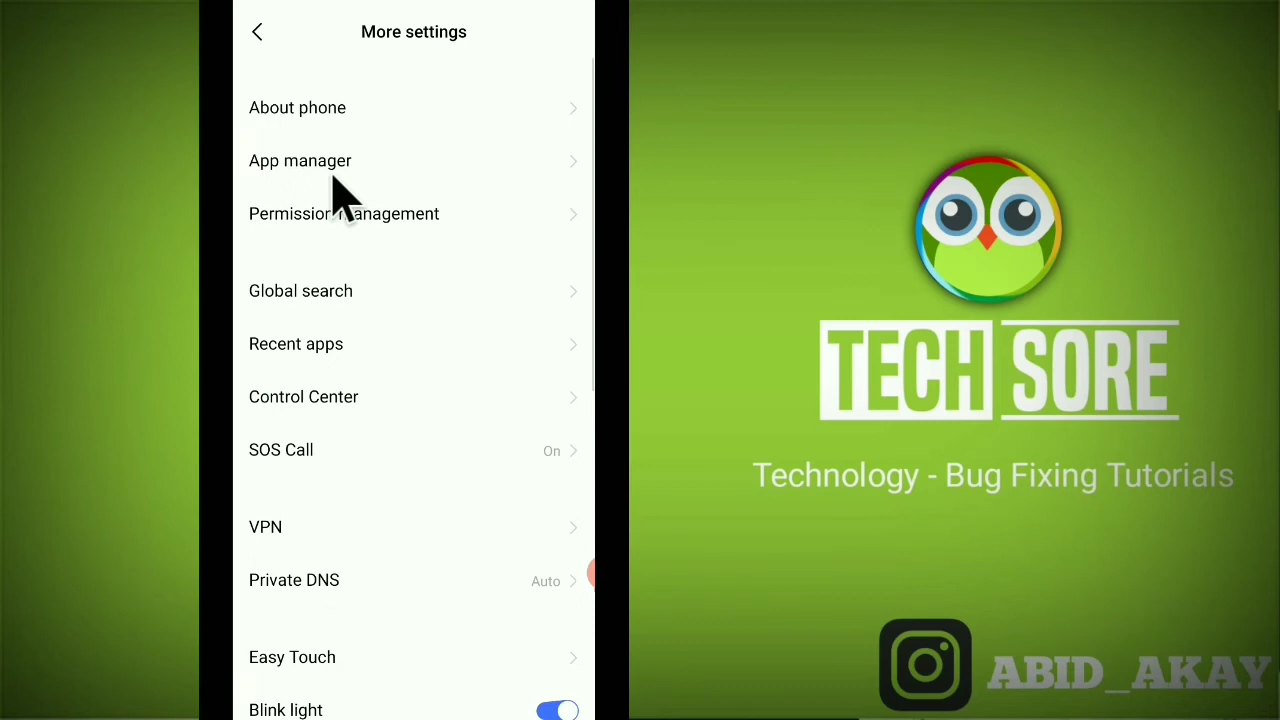 More settings
About phone
App manager
Permission management
Global search
Recent apps
Control Center
SOS Call On
VPN
Private DNS Auto
Easy Touch
Blink light
TECH SORE
Technology - Bug Fixing Tutorials
ABID_AKAY